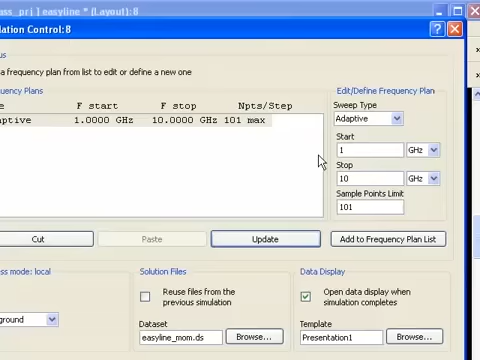 ass_prj ] easyline * (Layout):8
lation Control:8
us
a frequency plan from list to edit or define a new one
quency Plans
e F start F stop Npts/Step
aptive 1.0000 GHz 10.0000 GHz 101 max
Edit/Define Frequency Plan
Sweep Type
Adaptive
Start
1 GHz
Stop
10 GHz
Sample Points Limit
101
Cut Paste Update Add to Frequency Plan List
ess mode: local
ground
Solution Files
Reuse files from the
previous simulation
Dataset
easyline_mom.ds Browse...
Data Display
Open data display when
simulation completes
Template
Presentation1 Browse...